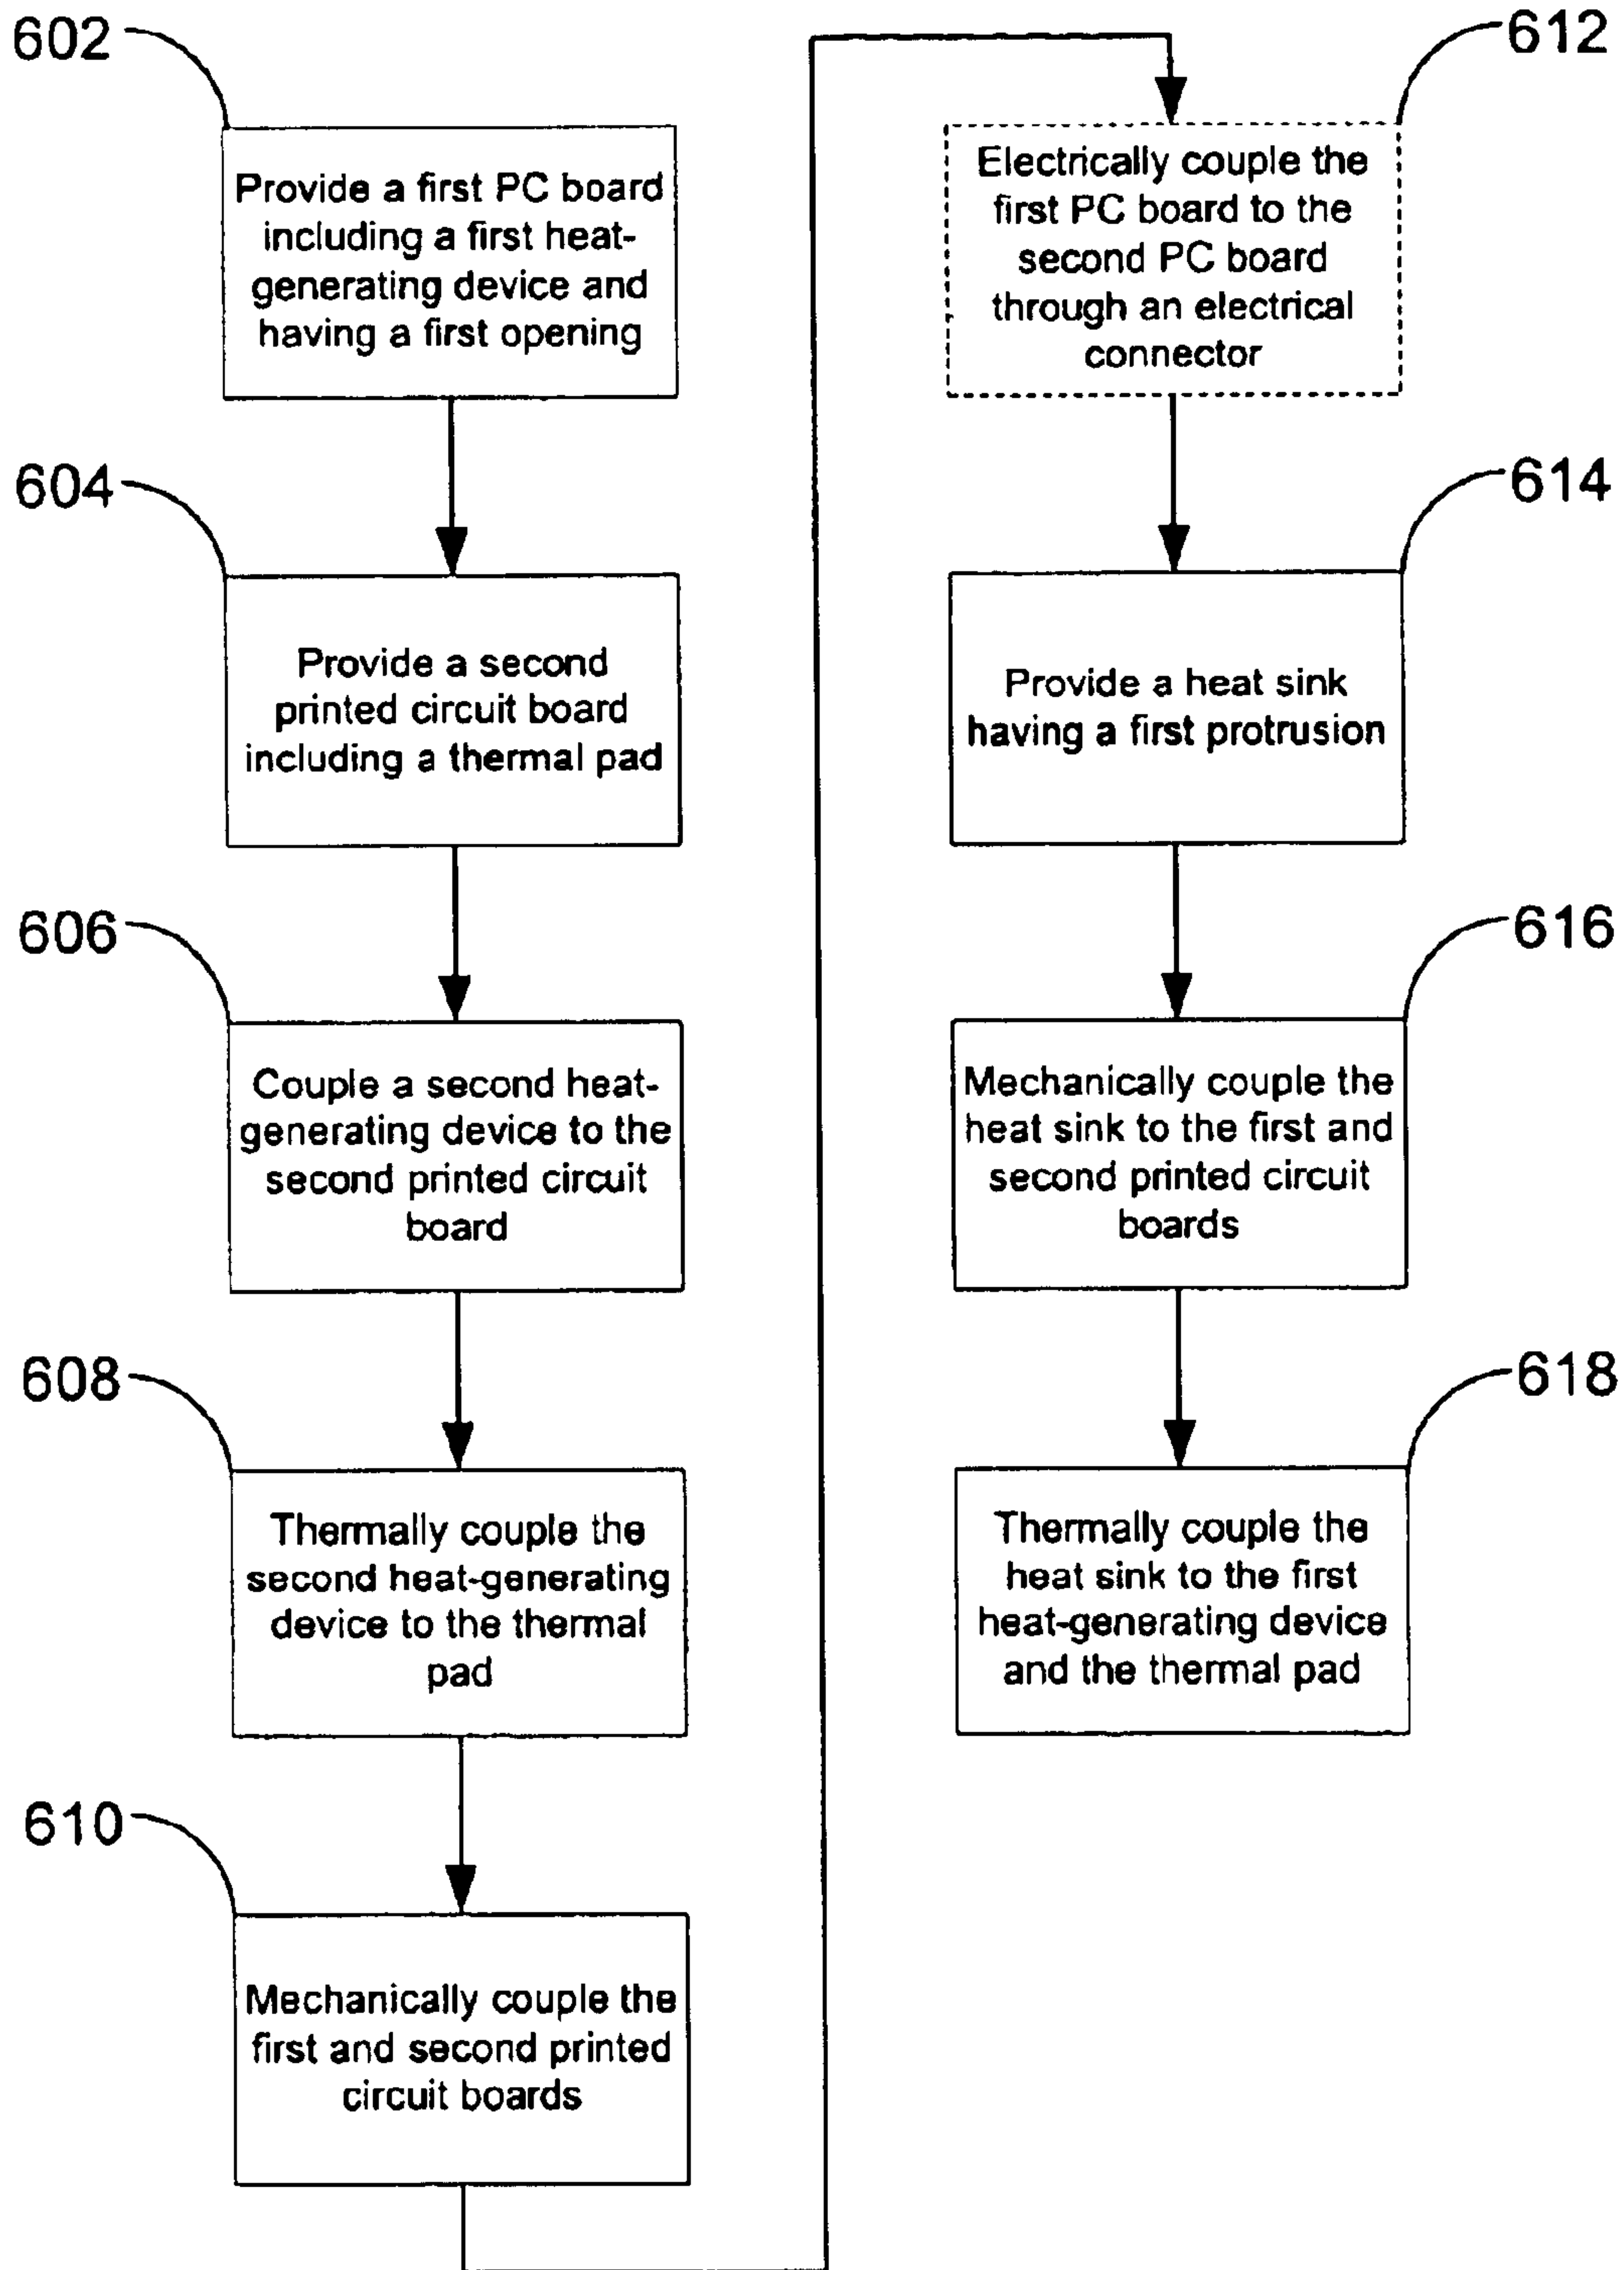 602
Provide a first PC board
including a first heat-
generating device and
having a first opening
604
Provide a second
printed circuit board
including a thermal pad
606
Couple a second heat-
generating device to the
second printed circuit
board
608
Thermally couple the
second heat-generating
device to the thermal
pad
610
Mechanically couple the
first and second printed
circuit boards
612
Electrically couple the
first PC board to the
second PC board
through an electrical
connector
614
Provide a heat sink
having a first protrusion
616
Mechanically couple the
heat sink to the first and
second printed circuit
boards
618
Thermally couple the
heat sink to the first
heat-generating device
and the thermal pad